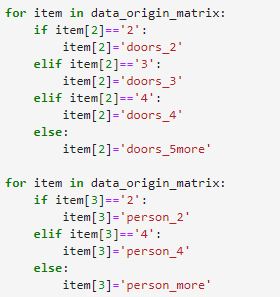 for item in data_origin_matrix:
    if item[2]=='2':
        item[2]='doors_2'
    elif item[2]=='3':
        item[2]='doors_3'
    elif item[2]=='4':
        item[2]='doors_4'
    else:
        item[2]='doors_5more'

for item in data_origin_matrix:
    if item[3]=='2':
        item[3]='person_2'
    elif item[3]=='4':
        item[3]='person_4'
    else:
        item[3]='person_more'